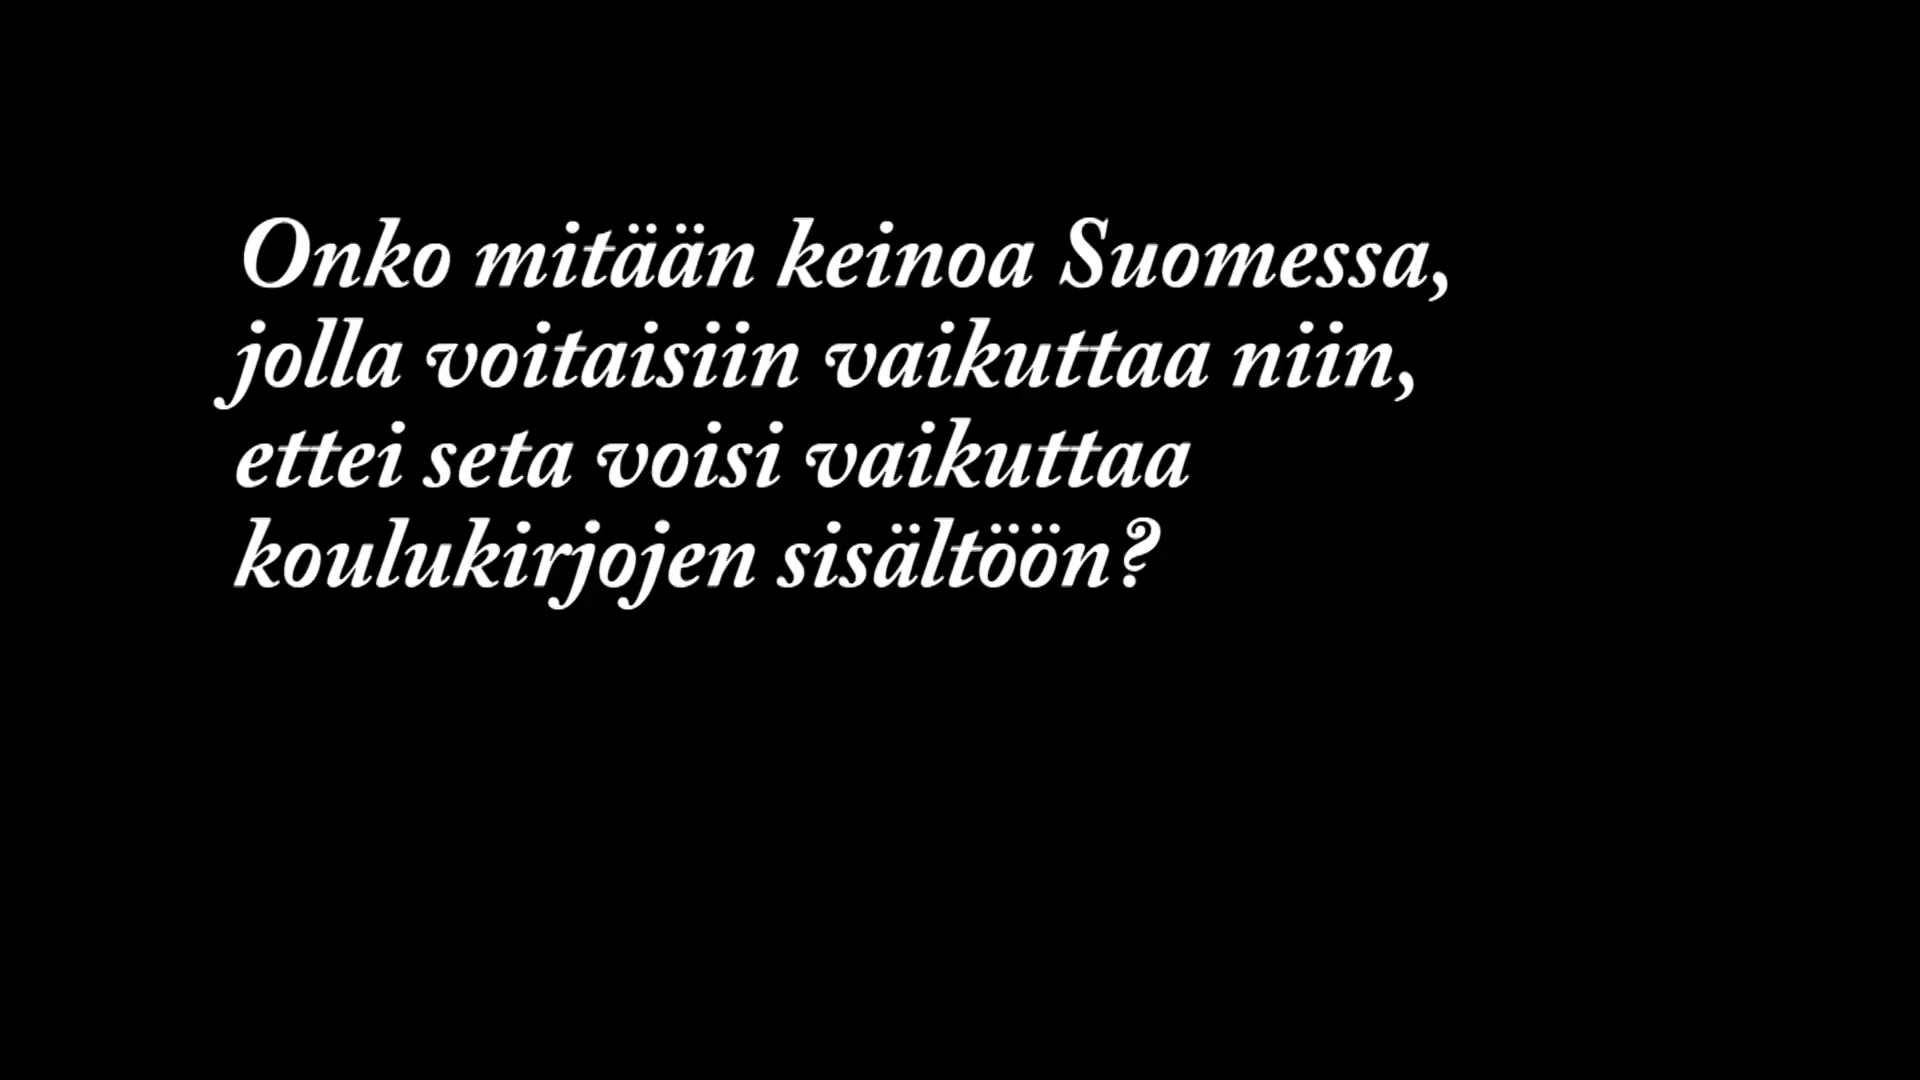 Onko mitään keinoa Suomessa,
jolla voitaisiin vaikuttaa niin,
ettei seta voisi vaikuttaa
koulukirjojen sisältöön?